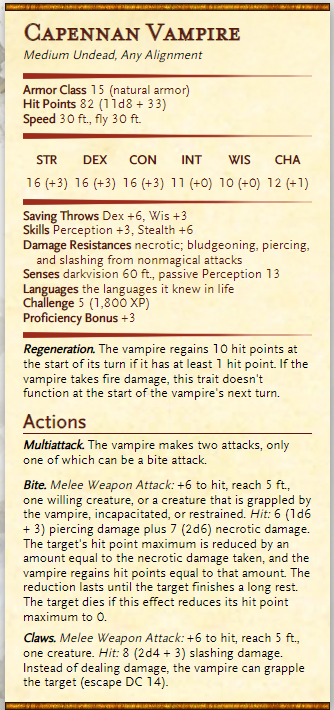 Capennan Vampire
Medium Undead, Any Alignment
Armor Class 15 (natural armor)
Hit Points 82 (11d8 + 33)
Speed 30 ft., fly 30 ft.
STR DEX CON INT WIS CHA
16 (+3) 16 (+3) 16 (+3) 11 (+0) 10 (+0) 12 (+1)
Saving Throws Dex +6, Wis +3
Skills Perception +3, Stealth +6
Damage Resistances necrotic; bludgeoning, piercing,
and slashing from nonmagical attacks
Senses darkvision 60 ft., passive Perception 13
Languages the languages it knew in life
Challenge 5 (1,800 XP)
Proficiency Bonus +3
Regeneration. The vampire regains 10 hit points at
the start of its turn if it has at least 1 hit point. If the
vampire takes fire damage, this trait doesn't
function at the start of the vampire's next turn.
Actions
Multiattack. The vampire makes two attacks, only
one of which can be a bite attack.
Bite. Melee Weapon Attack: +6 to hit, reach 5 ft.,
one willing creature, or a creature that is grappled by
the vampire, incapacitated, or restrained. Hit: 6 (1d6
+ 3) piercing damage plus 7 (2d6) necrotic damage.
The target's hit point maximum is reduced by an
amount equal to the necrotic damage taken, and the
vampire regains hit points equal to that amount. The
reduction lasts until the target finishes a long rest.
The target dies if this effect reduces its hit point
maximum to 0.
Claws. Melee Weapon Attack: +6 to hit, reach 5 ft.,
one creature. Hit: 8 (2d4 + 3) slashing damage.
Instead of dealing damage, the vampire can grapple
the target (escape DC 14).